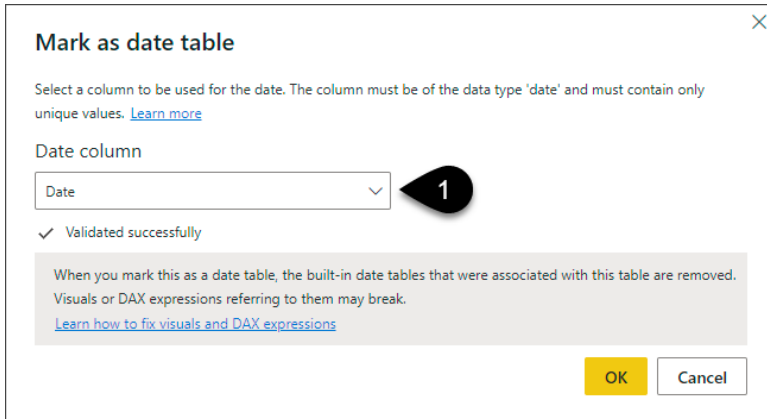 Mark as date table
Select a column to be used for the date. The column must be of the data type 'date' and must contain only
unique values. Learn more
Date column
Date
1
Validated successfully
When you mark this as a date table, the built-in date tables that were associated with this table are removed.
Visuals or DAX expressions referring to them may break.
Learn how to fix visuals and DAX expressions
OK Cancel